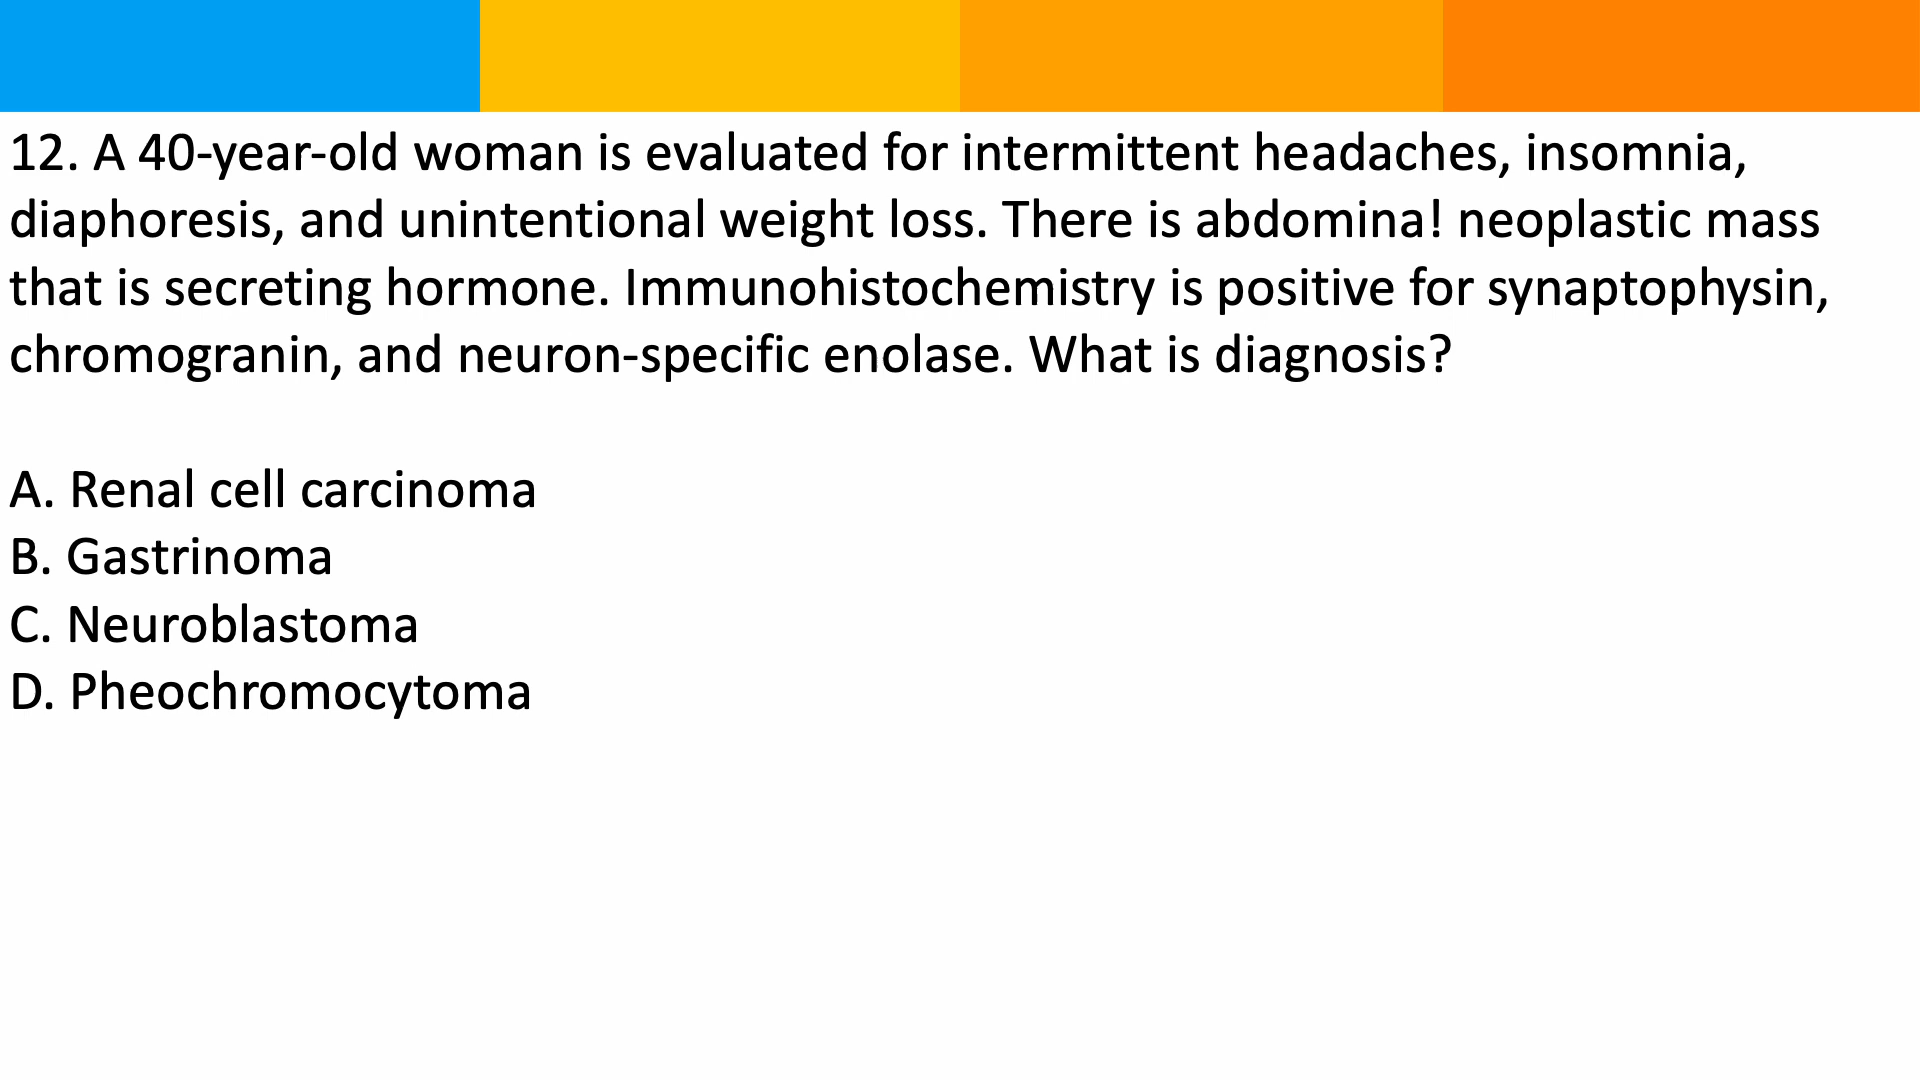 12. A 40-year-old woman is evaluated for intermittent headaches, insomnia,
diaphoresis, and unintentional weight loss. There is abdomina! neoplastic mass
that is secreting hormone. Immunohistochemistry is positive for synaptophysin,
chromogranin, and neuron-specific enolase. What is diagnosis?
A. Renal cell carcinoma
B. Gastrinoma
C. Neuroblastoma
D. Pheochromocytoma